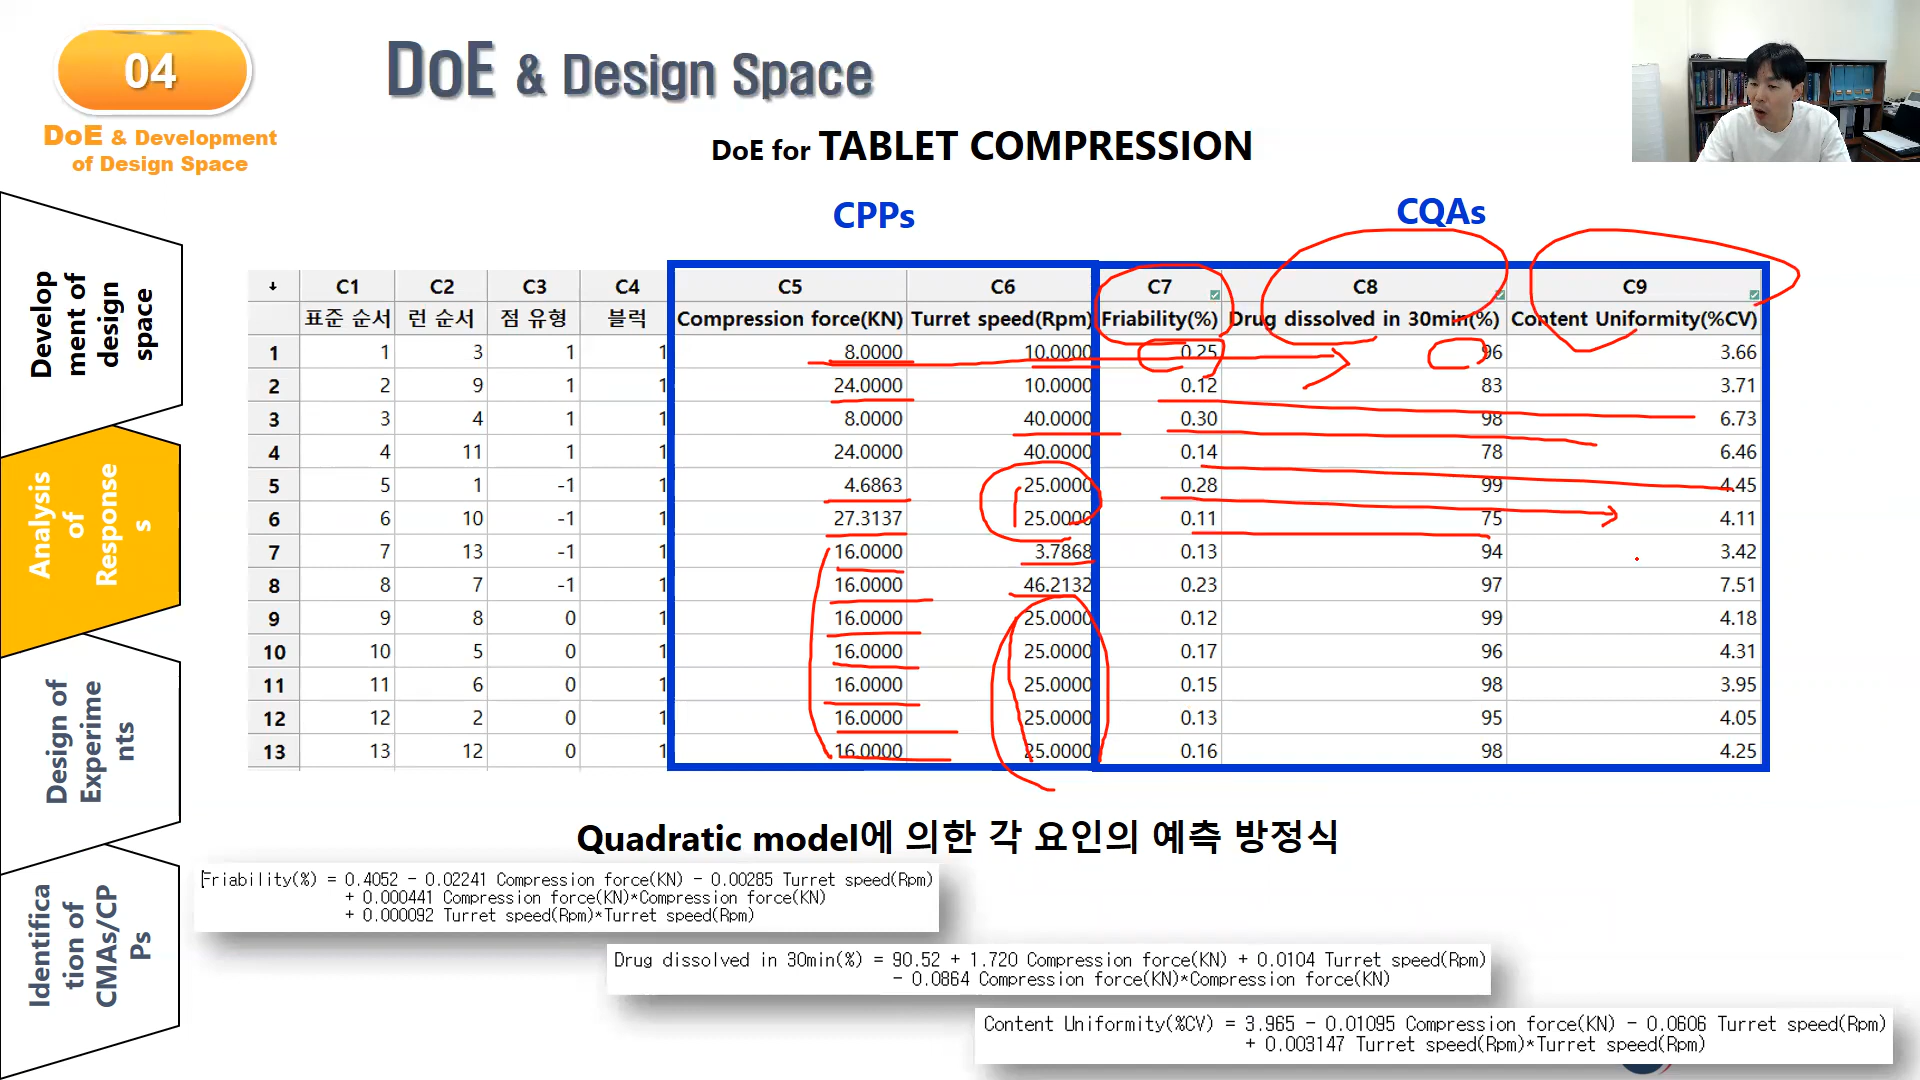 04
DoE & Development
of Design Space
DoE & Design Space
DoE for TABLET COMPRESSION
CPPs
CQAs
Develop
ment of
design
space
Analysis
of
Response
s
Design of
Experime
nts
Identifica
tion of
CMAs/CP
Ps
↓ C1 C2 C3 C4 C5 C6 C7 C8 C9
표준 순서 런 순서 점 유형 블럭 Compression force(KN) Turret speed(Rpm) Friability(%) Drug dissolved in 30min(%) Content Uniformity(%CV)
1 1 3 1 1 8.0000 10.0000 0.25 96 3.66
2 2 9 1 1 24.0000 10.0000 0.12 83 3.71
3 3 4 1 1 8.0000 40.0000 0.30 98 6.73
4 4 11 1 1 24.0000 40.0000 0.14 78 6.46
5 5 1 -1 1 4.6863 25.0000 0.28 99 4.45
6 6 10 -1 1 27.3137 25.0000 0.11 75 4.11
7 7 13 -1 1 16.0000 3.7868 0.13 94 3.42
8 8 7 -1 1 16.0000 46.2132 0.23 97 7.51
9 9 8 0 1 16.0000 25.0000 0.12 99 4.18
10 10 5 0 1 16.0000 25.0000 0.17 96 4.31
11 11 6 0 1 16.0000 25.0000 0.15 98 3.95
12 12 2 0 1 16.0000 25.0000 0.13 95 4.05
13 13 12 0 1 16.0000 25.0000 0.16 98 4.25
Quadratic model에 의한 각 요인의 예측 방정식
Friability(%) = 0.4052 - 0.02241 Compression force(KN) - 0.00285 Turret speed(Rpm)
+ 0.000441 Compression force(KN)*Compression force(KN)
+ 0.000092 Turret speed(Rpm)*Turret speed(Rpm)
Drug dissolved in 30min(%) = 90.52 + 1.720 Compression force(KN) + 0.0104 Turret speed(Rpm)
- 0.0864 Compression force(KN)*Compression force(KN)
Content Uniformity(%CV) = 3.965 - 0.01095 Compression force(KN) - 0.0606 Turret speed(Rpm)
+ 0.003147 Turret speed(Rpm)*Turret speed(Rpm)